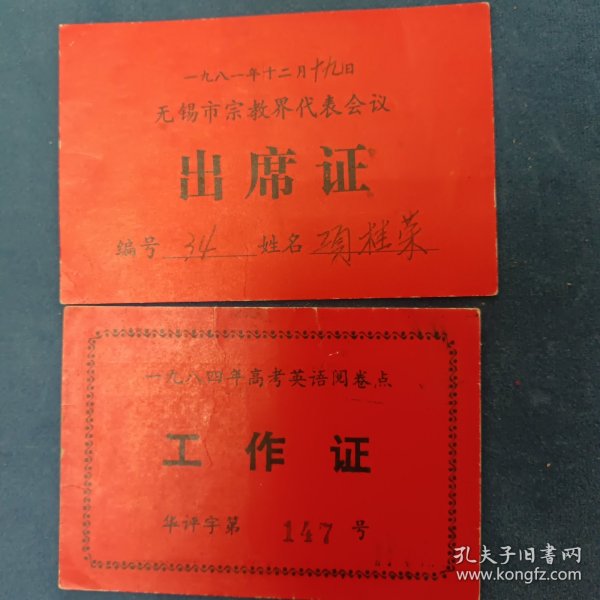 一九八一年十二月十九日
无锡市宗教界代表会议
出席证
编号 34 姓名 项桂荣
一九八四年高考英语阅卷点
工作证
华评字第 147 号
孔夫子旧书网
www.kongfz.com